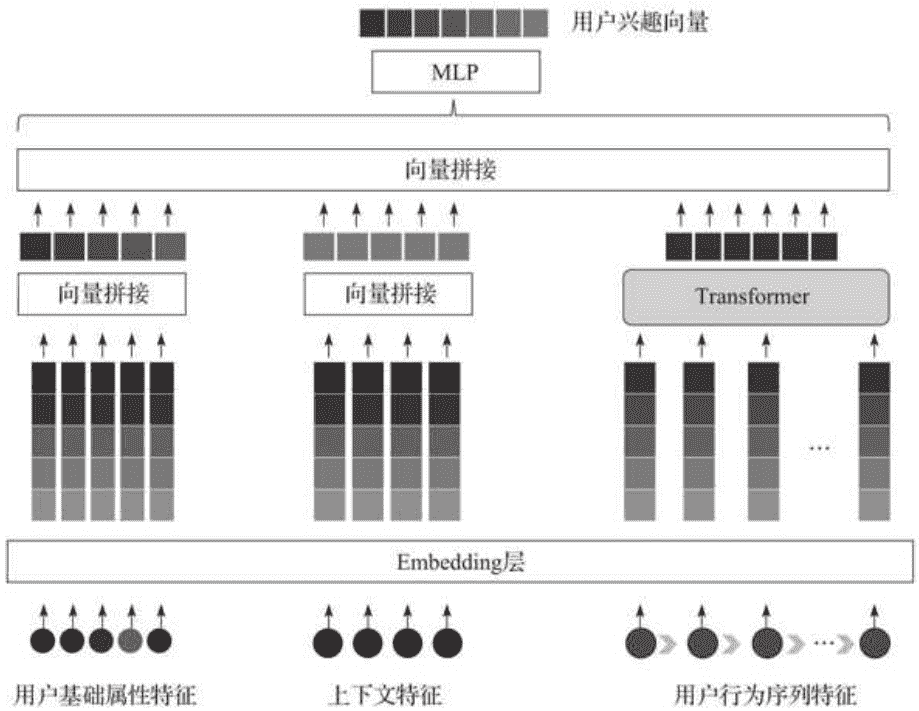 用户兴趣向量
MLP
向量拼接
向量拼接
向量拼接
Transformer
...
Embedding层
...
用户基础属性特征
上下文特征
用户行为序列特征